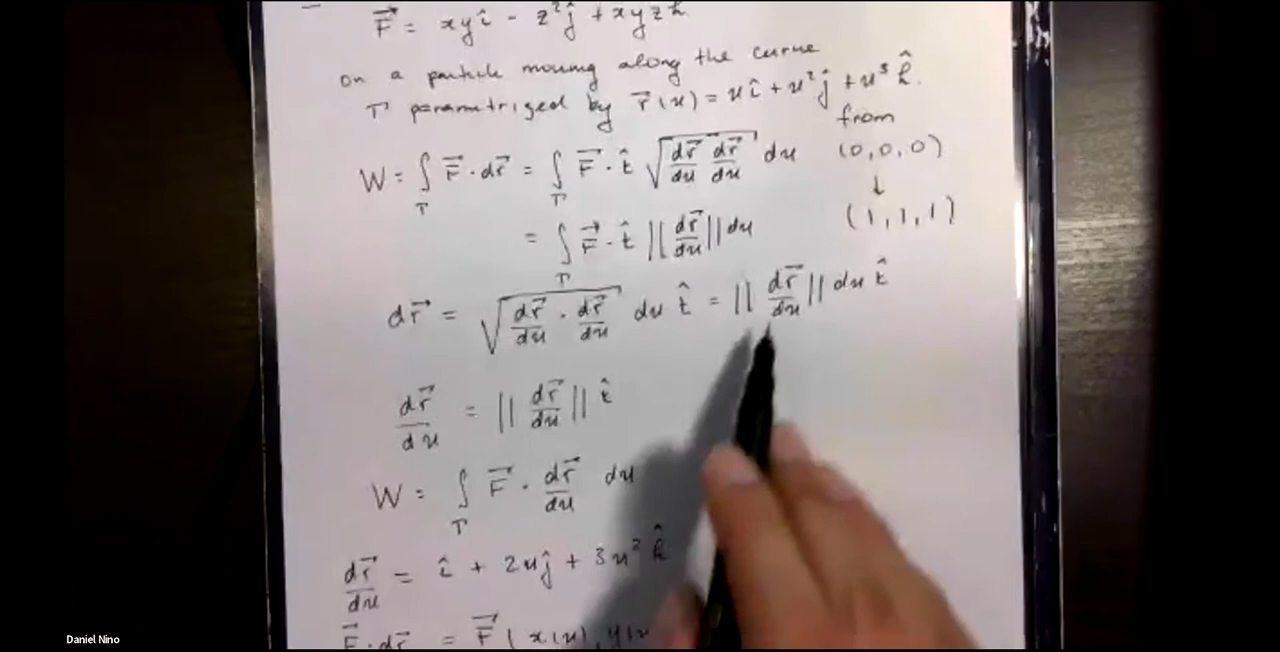 F⃗ = xy î - z² ĵ + xyz k̂
on a particle moving along the curve
Γ parametrized by r⃗(u) = u î + u² ĵ + u³ k̂.
from
(0,0,0)
↓
(1,1,1)
W = ∫_Γ F⃗ · dr⃗ = ∫_Γ F⃗ · t̂ √(dr⃗/du dr⃗/du) du
= ∫_Γ F⃗ · t̂ ||dr⃗/du|| du
dr⃗ = √(dr⃗/du · dr⃗/du) du t̂ = ||dr⃗/du|| du t̂
dr⃗/du = ||dr⃗/du|| t̂
W = ∫_Γ F⃗ · dr⃗/du du
dr⃗/du = î + 2u ĵ + 3u² k̂
F⃗ · dr⃗ = F⃗ ( x(u),
Daniel Nino